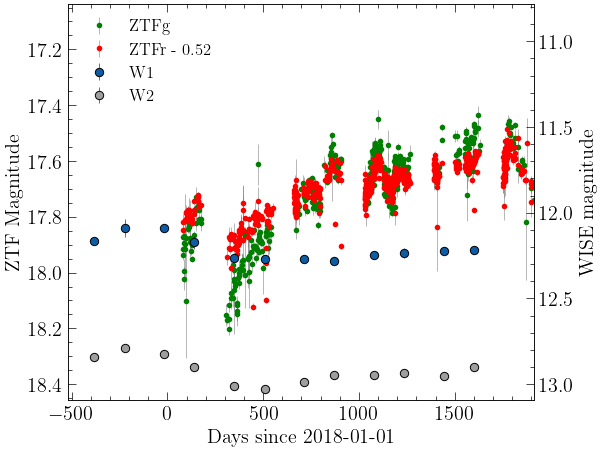 ZTFg
ZTFr - 0.52
W1
W2
17.2
17.4
17.6
17.8
18.0
18.2
18.4
ZTF Magnitude
11.0
11.5
12.0
12.5
13.0
WISE magnitude
−500
0
500
1000
1500
Days since 2018-01-01